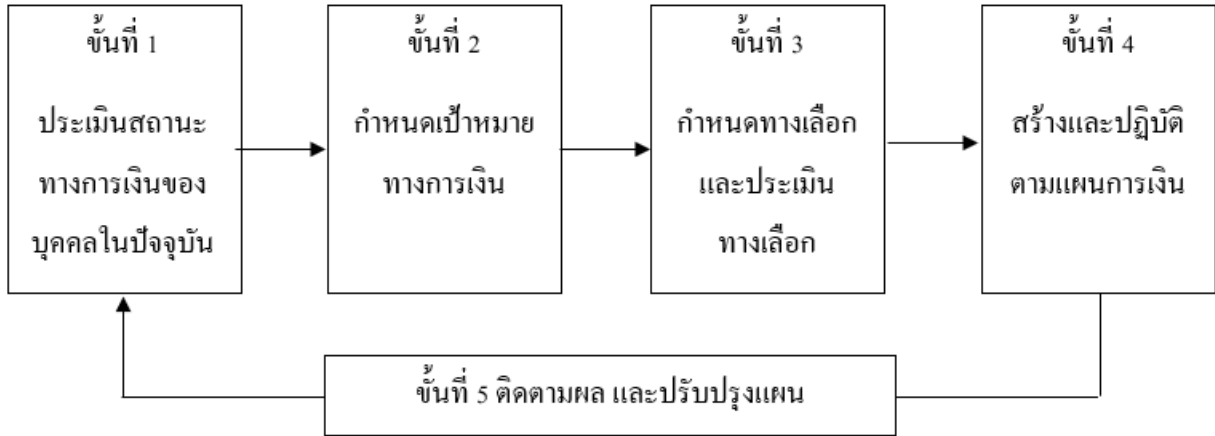 ขั้นที่ 1
ประเมินสถานะ
ทางการเงินของ
บุคคลในปัจจุบัน
ขั้นที่ 2
กำหนดเป้าหมาย
ทางการเงิน
ขั้นที่ 3
กำหนดทางเลือก
และประเมิน
ทางเลือก
ขั้นที่ 4
สร้างและปฏิบัติ
ตามแผนการเงิน
ขั้นที่ 5 ติดตามผล และปรับปรุงแผน